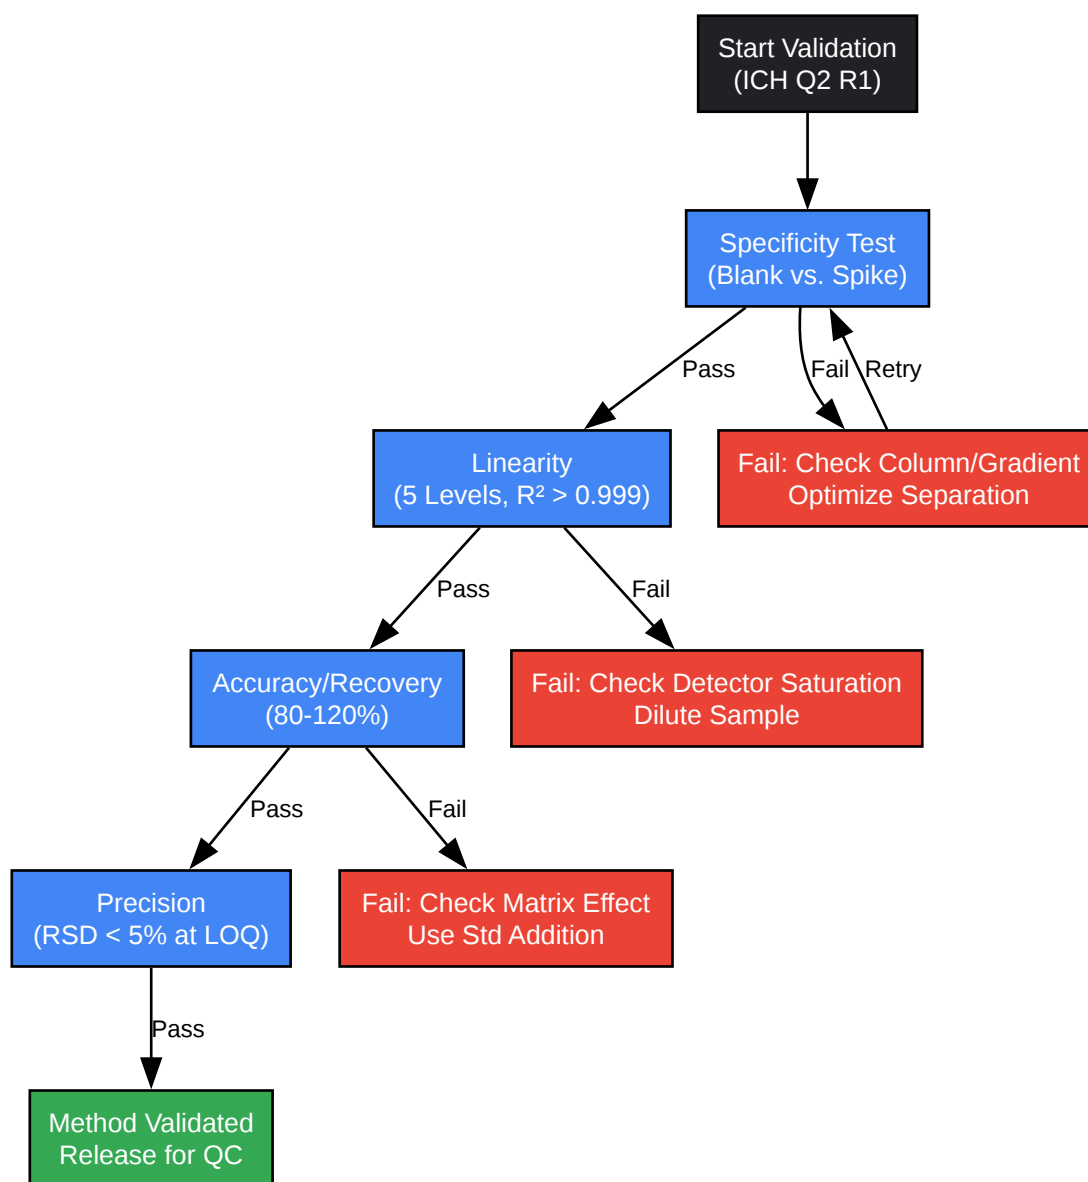 Start Validation
(ICH Q2 R1)
Specificity Test
(Blank vs. Spike)
Pass
Fail
Retry
Linearity
(5 Levels, R² > 0.999)
Fail: Check Column/Gradient
Optimize Separation
Pass
Fail
Accuracy/Recovery
(80-120%)
Fail: Check Detector Saturation
Dilute Sample
Pass
Fail
Precision
(RSD < 5% at LOQ)
Fail: Check Matrix Effect
Use Std Addition
Pass
Method Validated
Release for QC